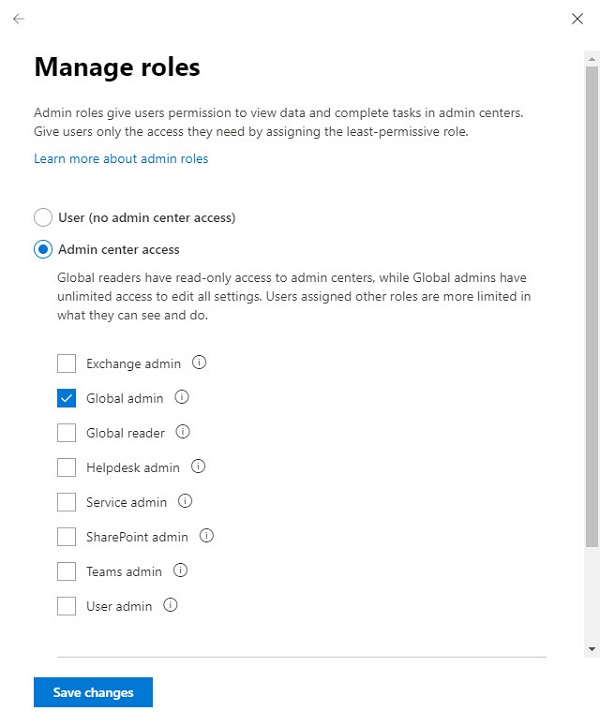 Manage roles
Admin roles give users permission to view data and complete tasks in admin centers.
Give users only the access they need by assigning the least-permissive role.
Learn more about admin roles
User (no admin center access)
Admin center access
Global readers have read-only access to admin centers, while Global admins have
unlimited access to edit all settings. Users assigned other roles are more limited in
what they can see and do.
Exchange admin
Global admin
Global reader
Helpdesk admin
Service admin
SharePoint admin
Teams admin
User admin
Save changes